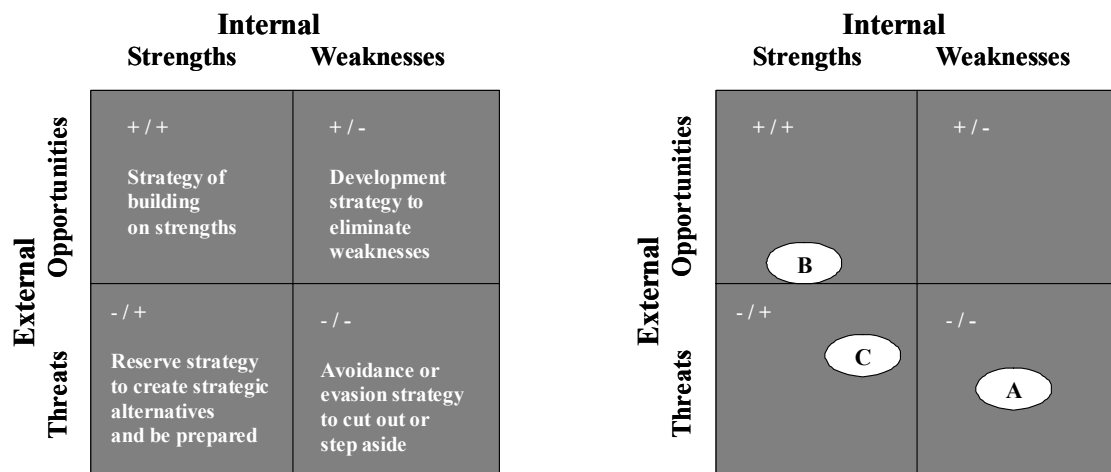 Internal
Strengths Weaknesses
External
Opportunities
Threats
+ / +
Strategy of
building
on strengths
+ / -
Development
strategy to
eliminate
weaknesses
- / +
Reserve strategy
to create strategic
alternatives
and be prepared
- / -
Avoidance or
evasion strategy
to cut out or
step aside
Internal
Strengths Weaknesses
External
Opportunities
Threats
+ / +
B
+ / -
- / +
C
- / -
A